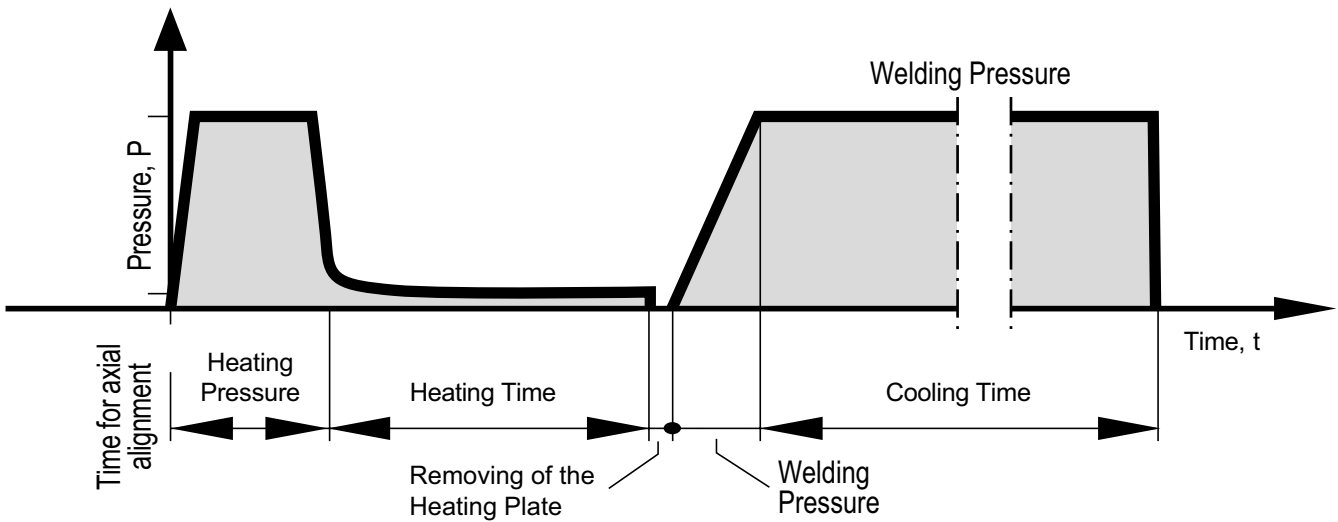 Welding Pressure
Pressure, P
Time, t
Time for axial
alignment
Heating
Pressure
Heating Time
Cooling Time
Removing of the
Heating Plate
Welding
Pressure